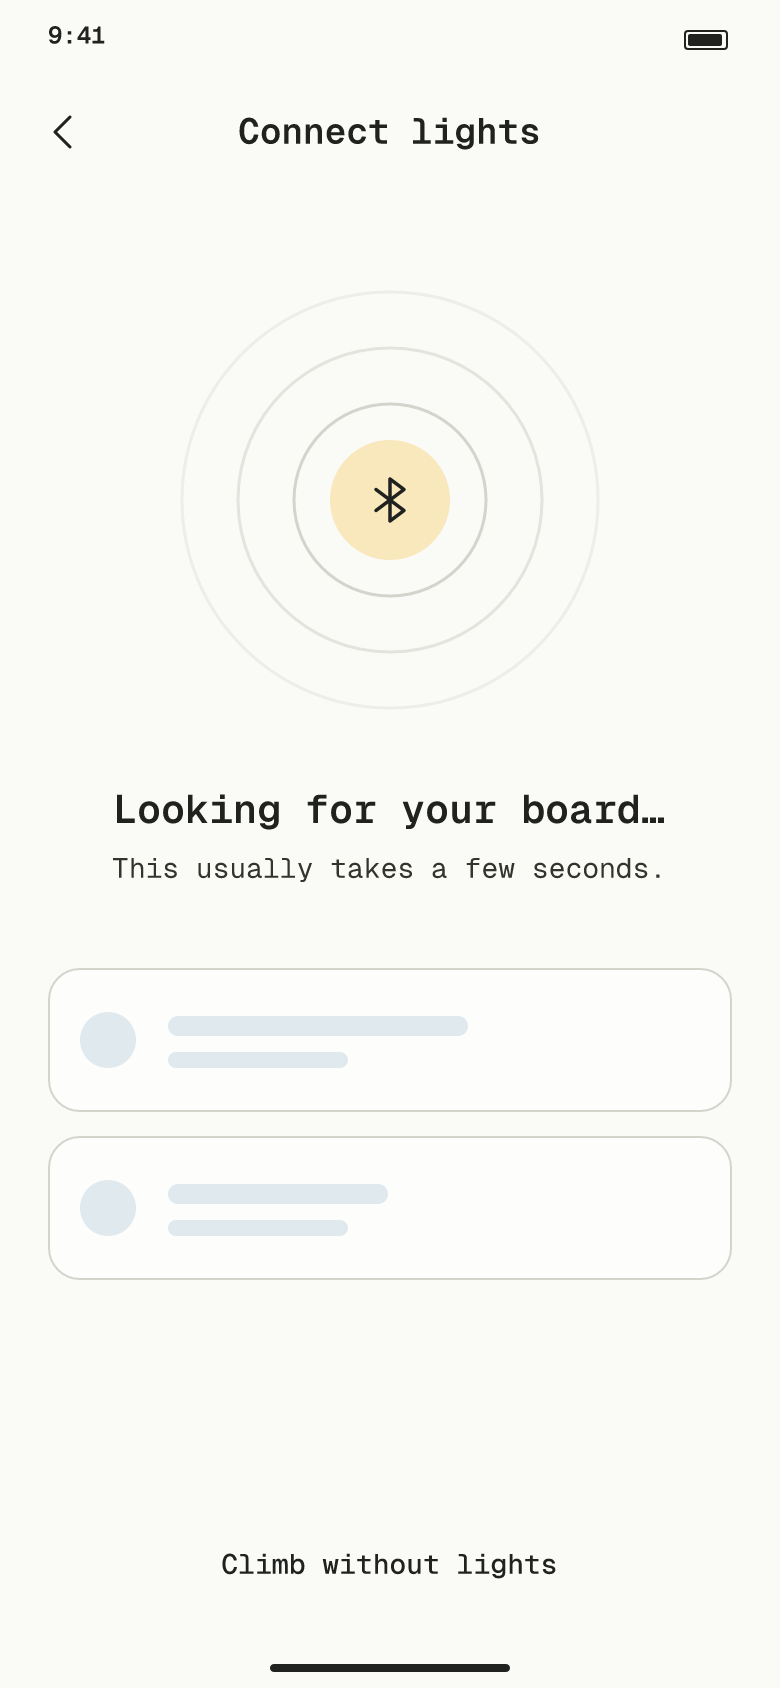 9:41
Connect lights
Looking for your board…
This usually takes a few seconds.
Climb without lights